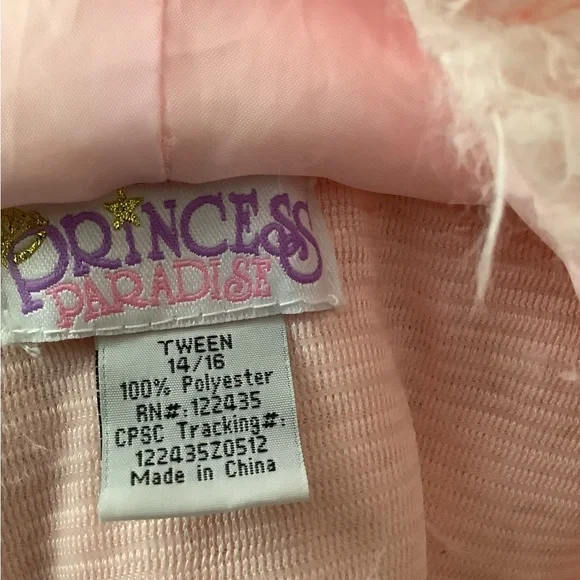 PRINCESS
PARADISE
TWEEN
14/16
100% Polyester
RN#: 122435
CPSC Tracking#:
122435Z0512
Made in China